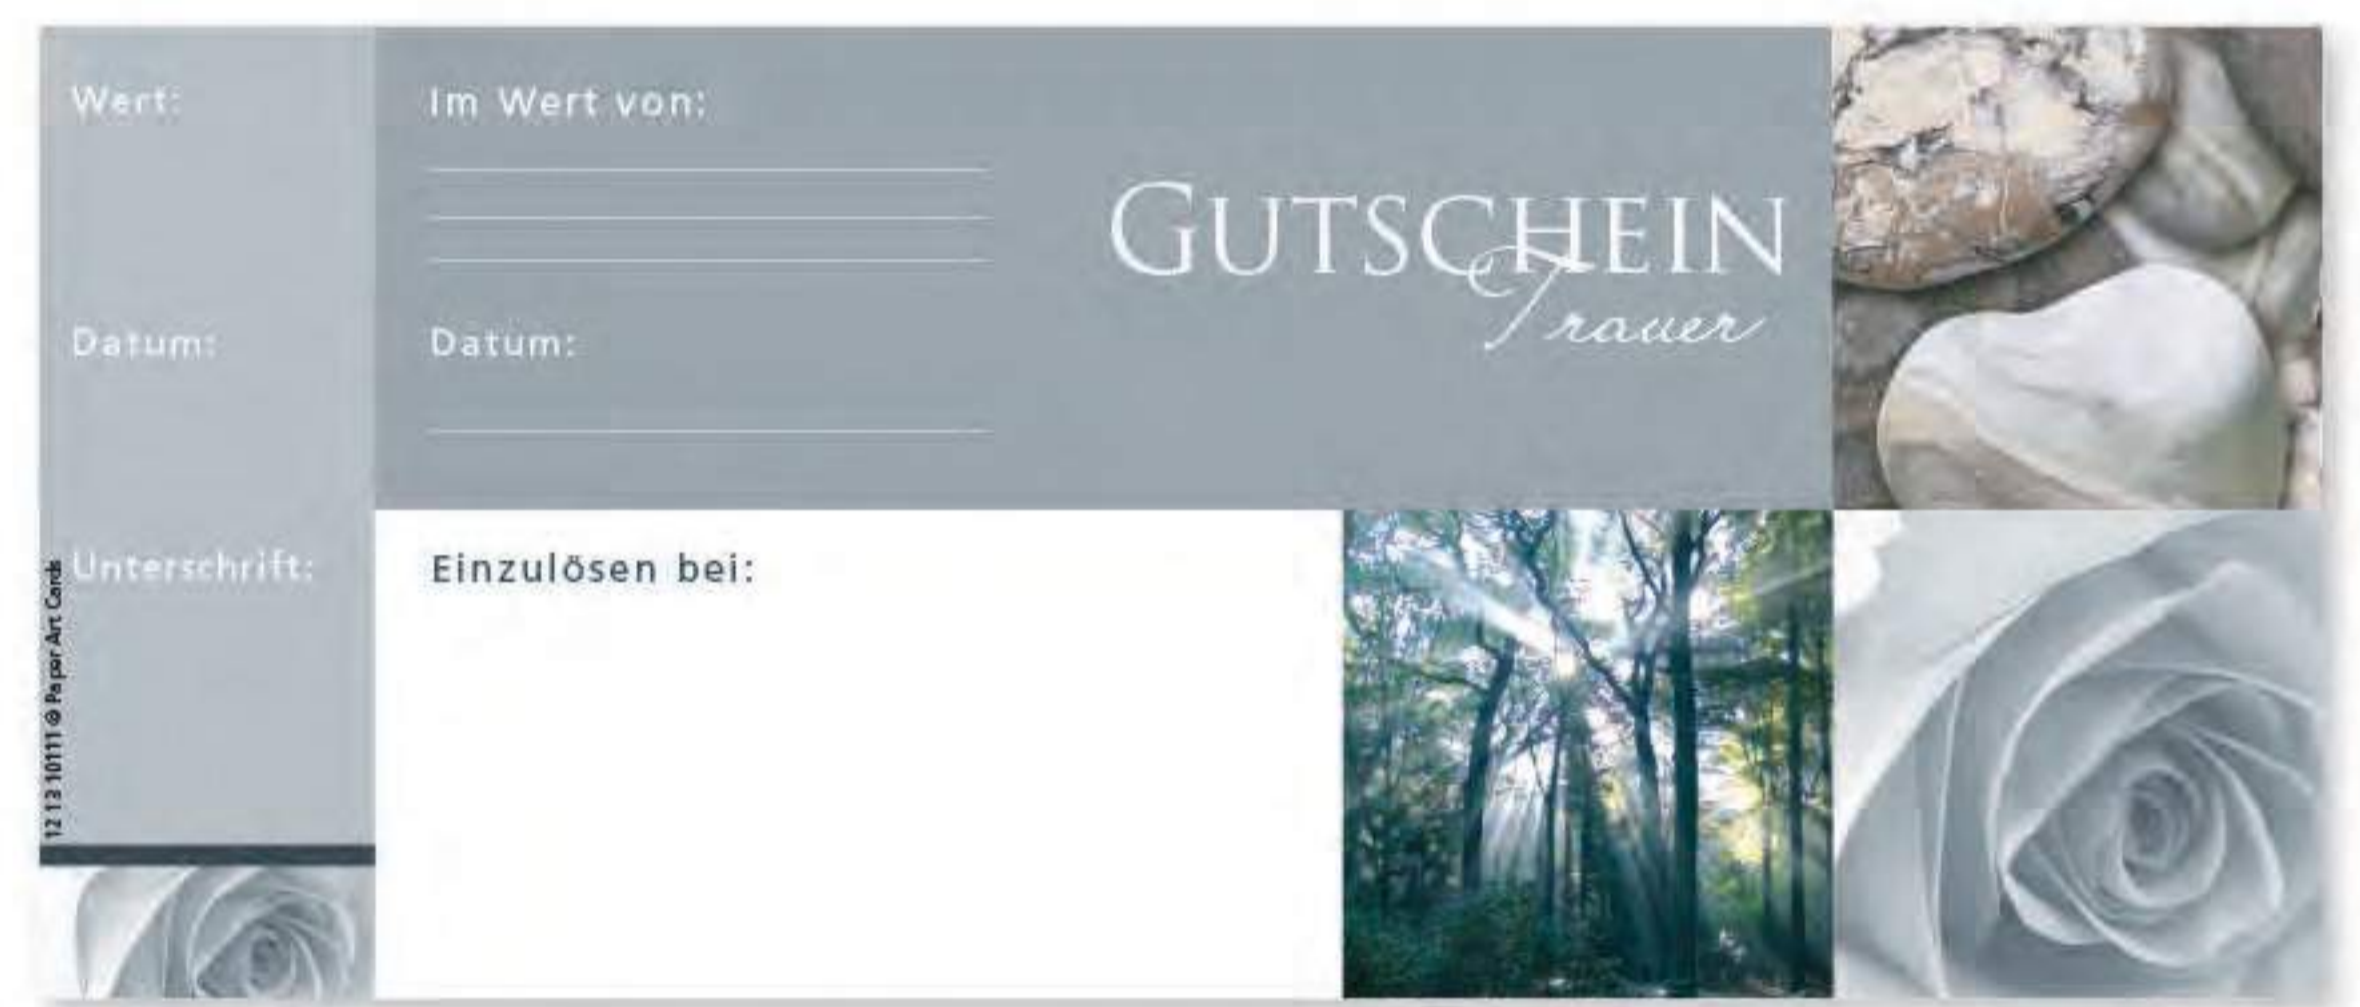 Wert:
Datum:
Unterschrift:
12 13 10111 © Paper Art Cards
Im Wert von:
Datum:
GUTSCHEIN
Trauer
Einzulösen bei: